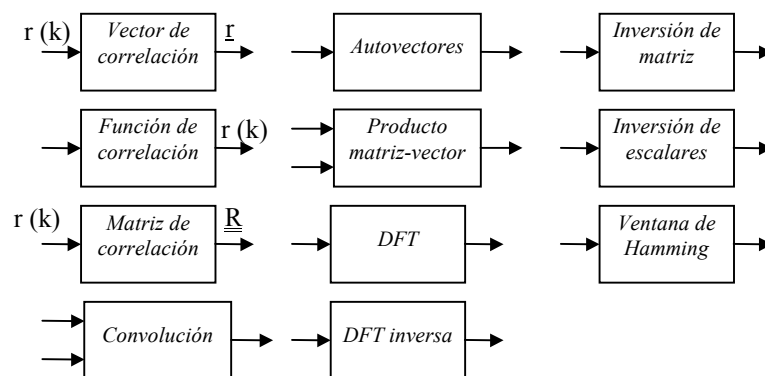 r (k)
Vector de
correlación
r
Autovectores
Inversión de
matriz
Función de
correlación
r (k)
Producto
matriz-vector
Inversión de
escalares
r (k)
Matriz de
correlación
R
DFT
Ventana de
Hamming
Convolución
DFT inversa